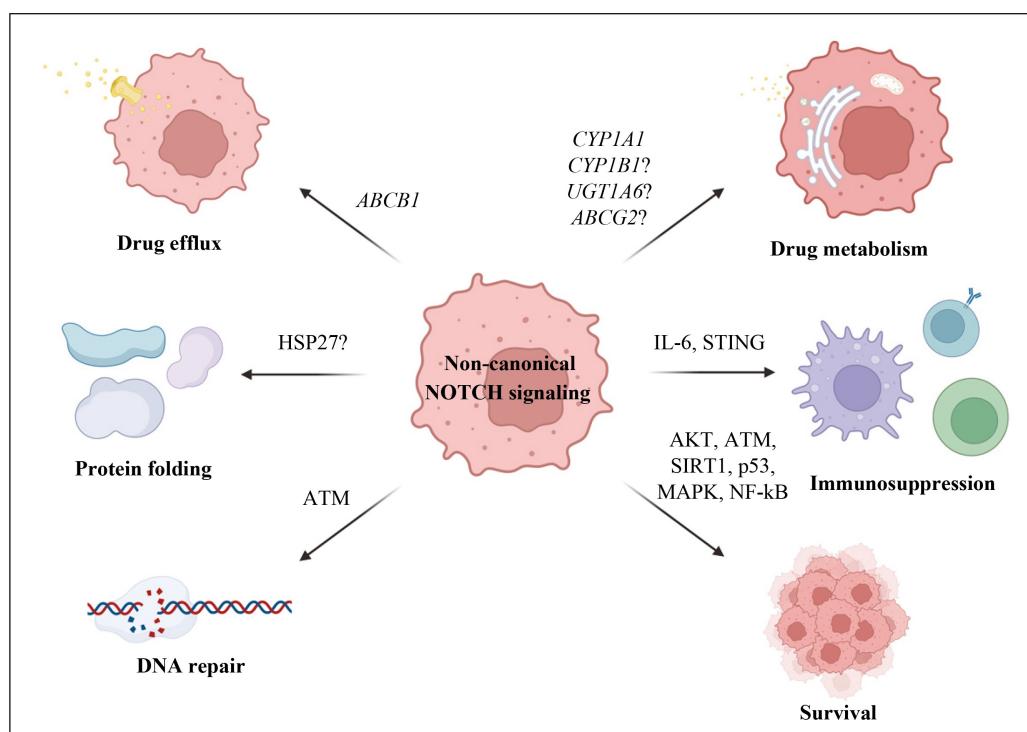 ABCB1
Drug efflux
CYP1A1
CYP1B1?
UGT1A6?
ABCG2?
Drug metabolism
HSP27?
Protein folding
Non-canonical
NOTCH signaling
IL-6, STING
Immunosuppression
ATM
DNA repair
AKT, ATM,
SIRT1, p53,
MAPK, NF-kB
Survival